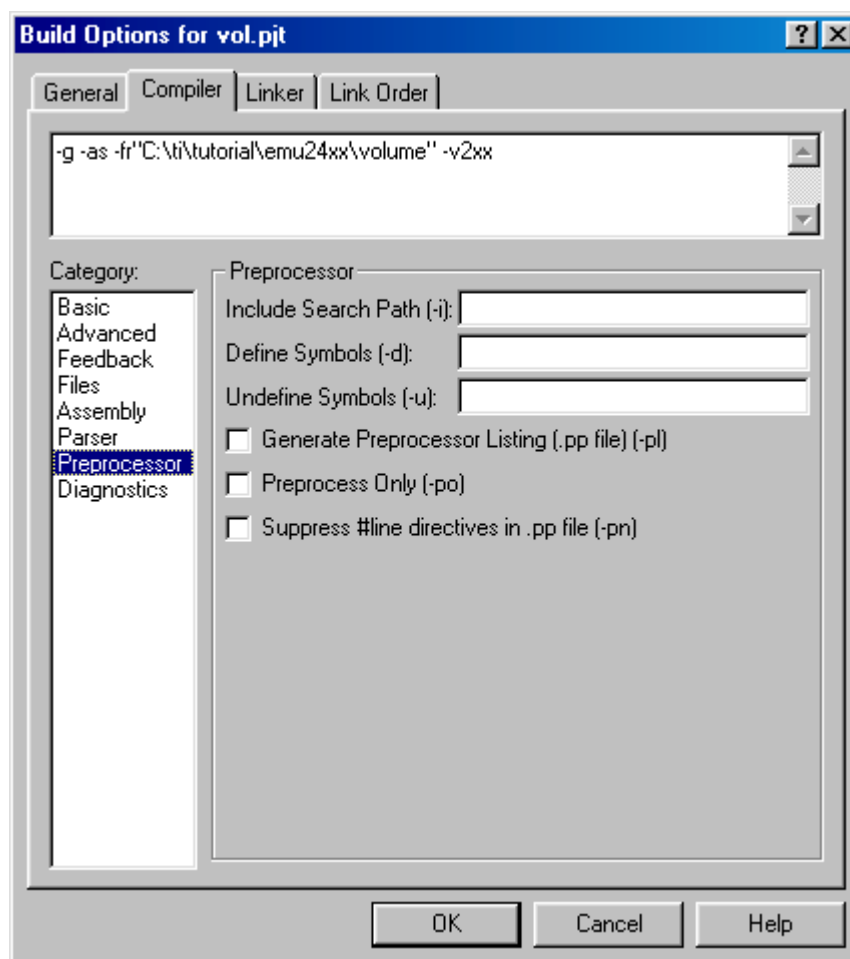 Build Options for vol.pjt
General Compiler Linker Link Order
-g -as -fr"C:\ti\tutorial\emu24xx\volume" -v2xx
Category:
Basic
Advanced
Feedback
Files
Assembly
Parser
Preprocessor
Diagnostics
Preprocessor
Include Search Path (-i):
Define Symbols (-d):
Undefine Symbols (-u):
Generate Preprocessor Listing (.pp file) (-pl)
Preprocess Only (-po)
Suppress #line directives in .pp file (-pn)
OK Cancel Help